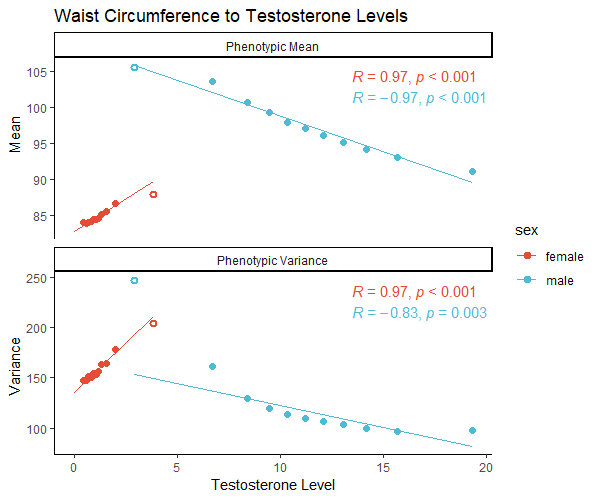 Waist Circumference to Testosterone Levels
Phenotypic Mean
R = 0.97, p < 0.001
R = −0.97, p < 0.001
105
100
95
90
85
Mean
Phenotypic Variance
R = 0.97, p < 0.001
R = −0.83, p = 0.003
250
200
150
100
Variance
0 5 10 15 20
Testosterone Level
sex
female
male